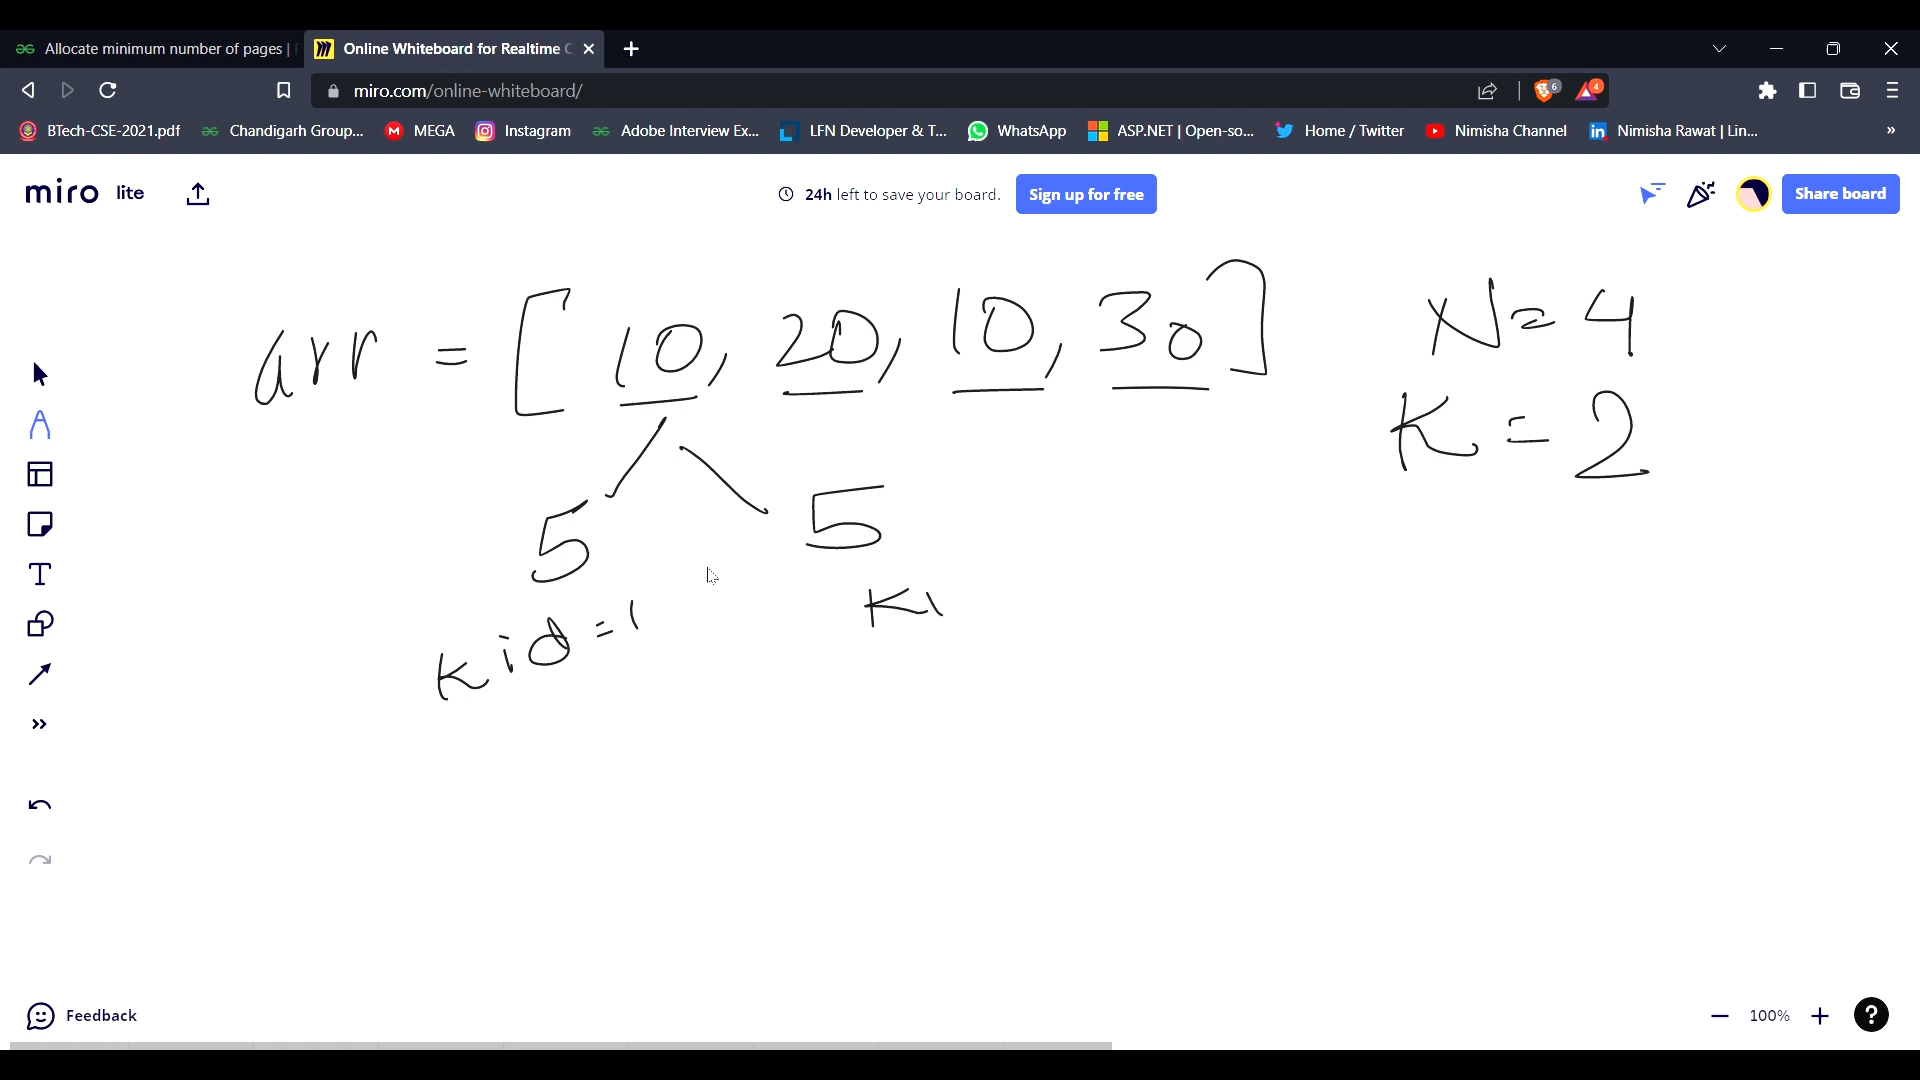 Allocate minimum number of pages |
Online Whiteboard for Realtime C
miro.com/online-whiteboard/
6
4
BTech-CSE-2021.pdf
Chandigarh Group...
MEGA
Instagram
Adobe Interview Ex...
LFN Developer & T...
WhatsApp
ASP.NET | Open-so...
Home / Twitter
Nimisha Channel
Nimisha Rawat | Lin...
»
miro lite
24h left to save your board.
Sign up for free
Share board
arr = [10, 20, 10, 30]
N = 4
K = 2
5
5
kid = 1
Ki
Feedback
100%